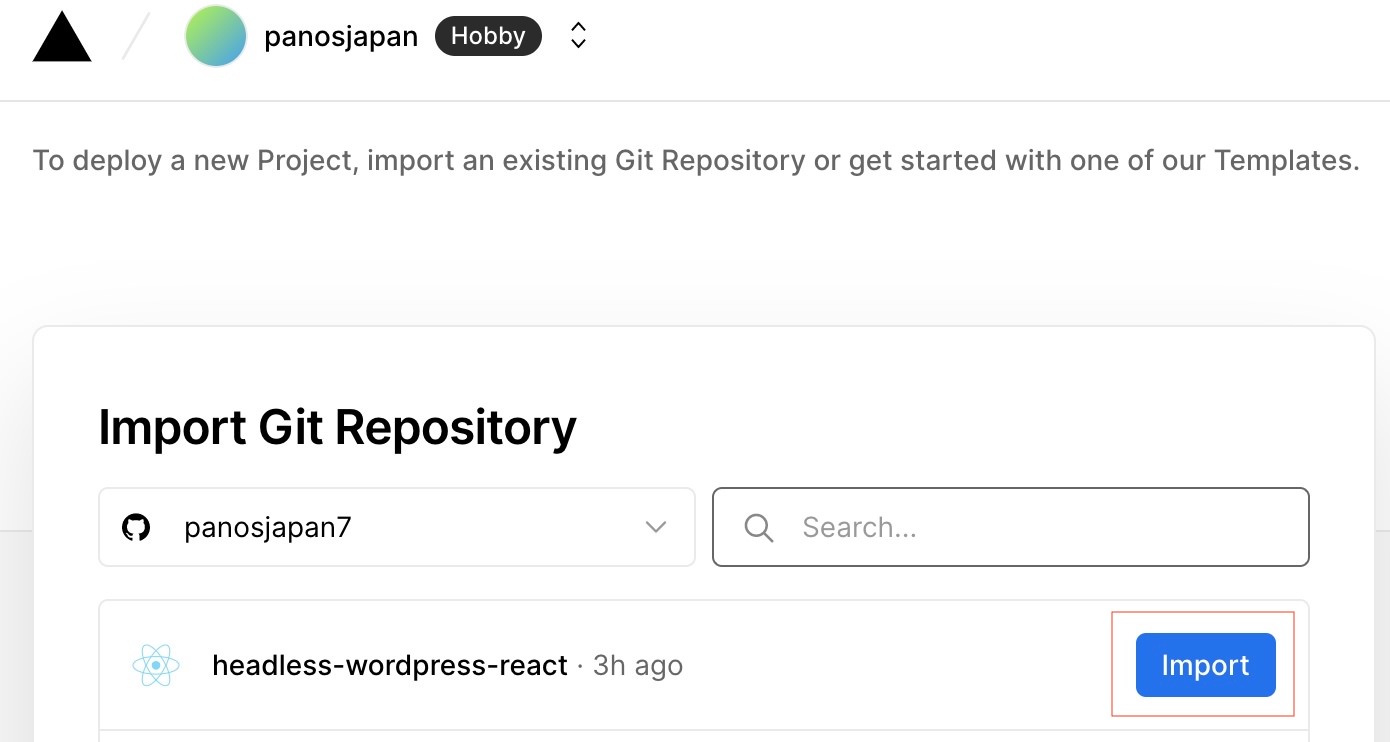 panosjapan Hobby
To deploy a new Project, import an existing Git Repository or get started with one of our Templates.
Import Git Repository
panosjapan7 Search...
headless-wordpress-react · 3h ago Import